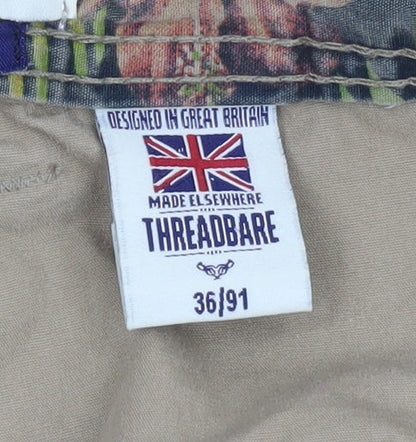 DESIGNED IN GREAT BRITAIN
MADE ELSEWHERE
THREADBARE
36/91